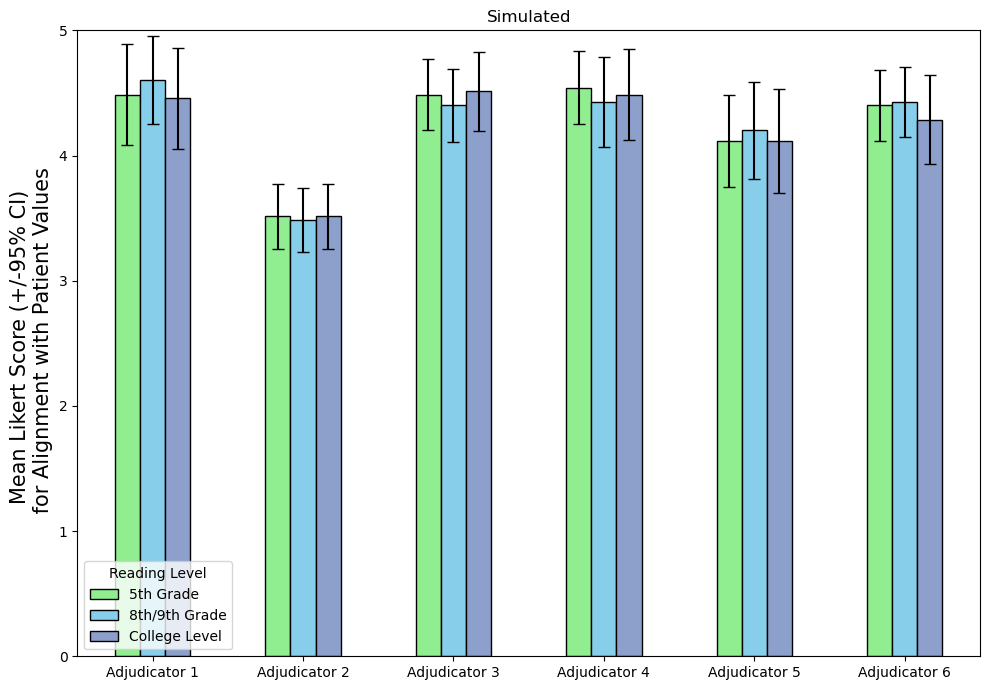 Simulated
Mean Likert Score (+/-95% CI)
for Alignment with Patient Values
5
4
3
2
1
0
Reading Level
5th Grade
8th/9th Grade
College Level
Adjudicator 1
Adjudicator 2
Adjudicator 3
Adjudicator 4
Adjudicator 5
Adjudicator 6